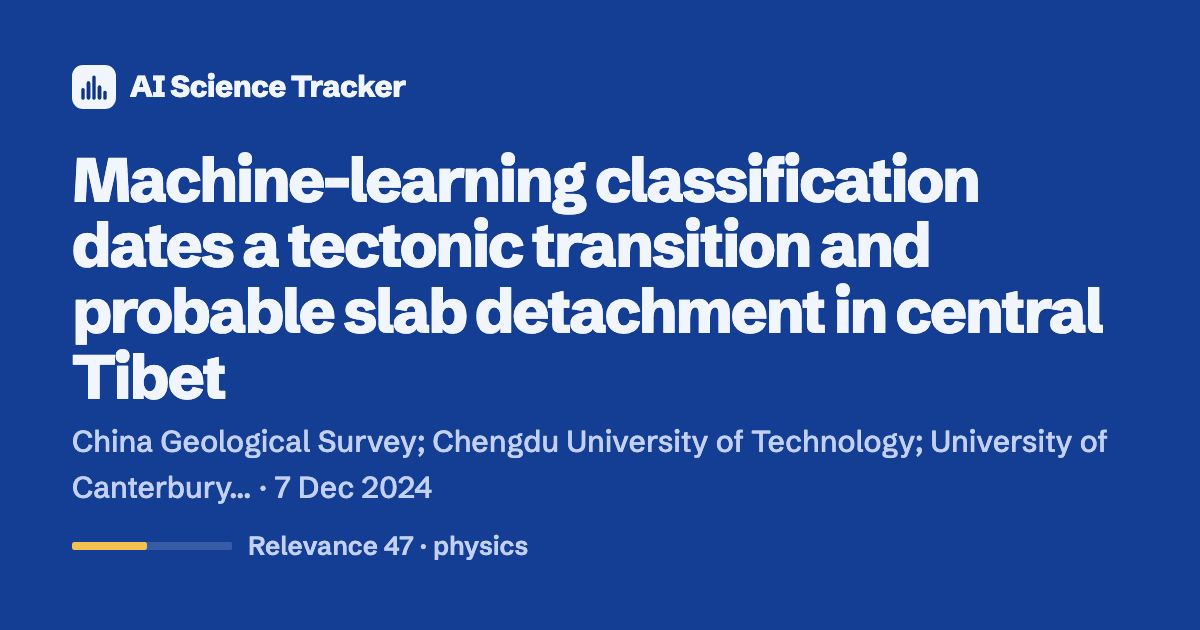 AI Science Tracker
Machine-learning classification
dates a tectonic transition and
probable slab detachment in central
Tibet
China Geological Survey; Chengdu University of Technology; University of
Canterbury… · 7 Dec 2024
Relevance 47 · physics